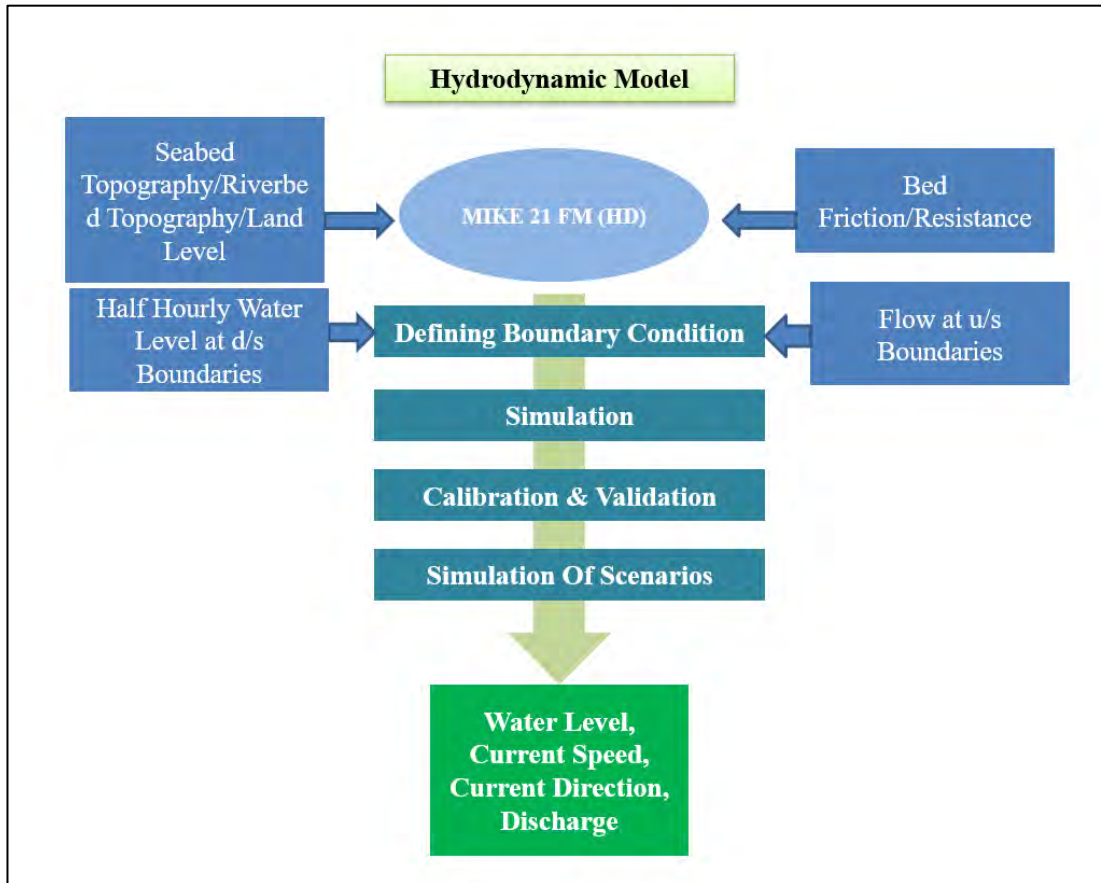 Hydrodynamic Model
Seabed
Topography/Riverbe
d Topography/Land
Level
MIKE 21 FM (HD)
Bed
Friction/Resistance
Half Hourly Water
Level at d/s
Boundaries
Defining Boundary Condition
Flow at u/s
Boundaries
Simulation
Calibration & Validation
Simulation Of Scenarios
Water Level,
Current Speed,
Current Direction,
Discharge